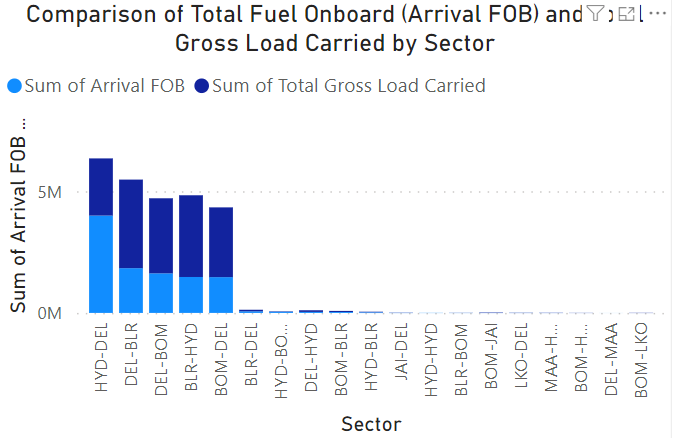 Comparison of Total Fuel Onboard (Arrival FOB) and
Gross Load Carried by Sector
Sum of Arrival FOB
Sum of Total Gross Load Carried
Sum of Arrival FOB ...
5M
0M
HYD-DEL
DEL-BLR
DEL-BOM
BLR-HYD
BOM-DEL
BLR-DEL
HYD-BO...
DEL-HYD
BOM-BLR
HYD-BLR
JAI-DEL
HYD-HYD
BLR-BOM
BOM-JAI
LKO-DEL
MAA-H...
BOM-H...
DEL-MAA
BOM-LKO
Sector